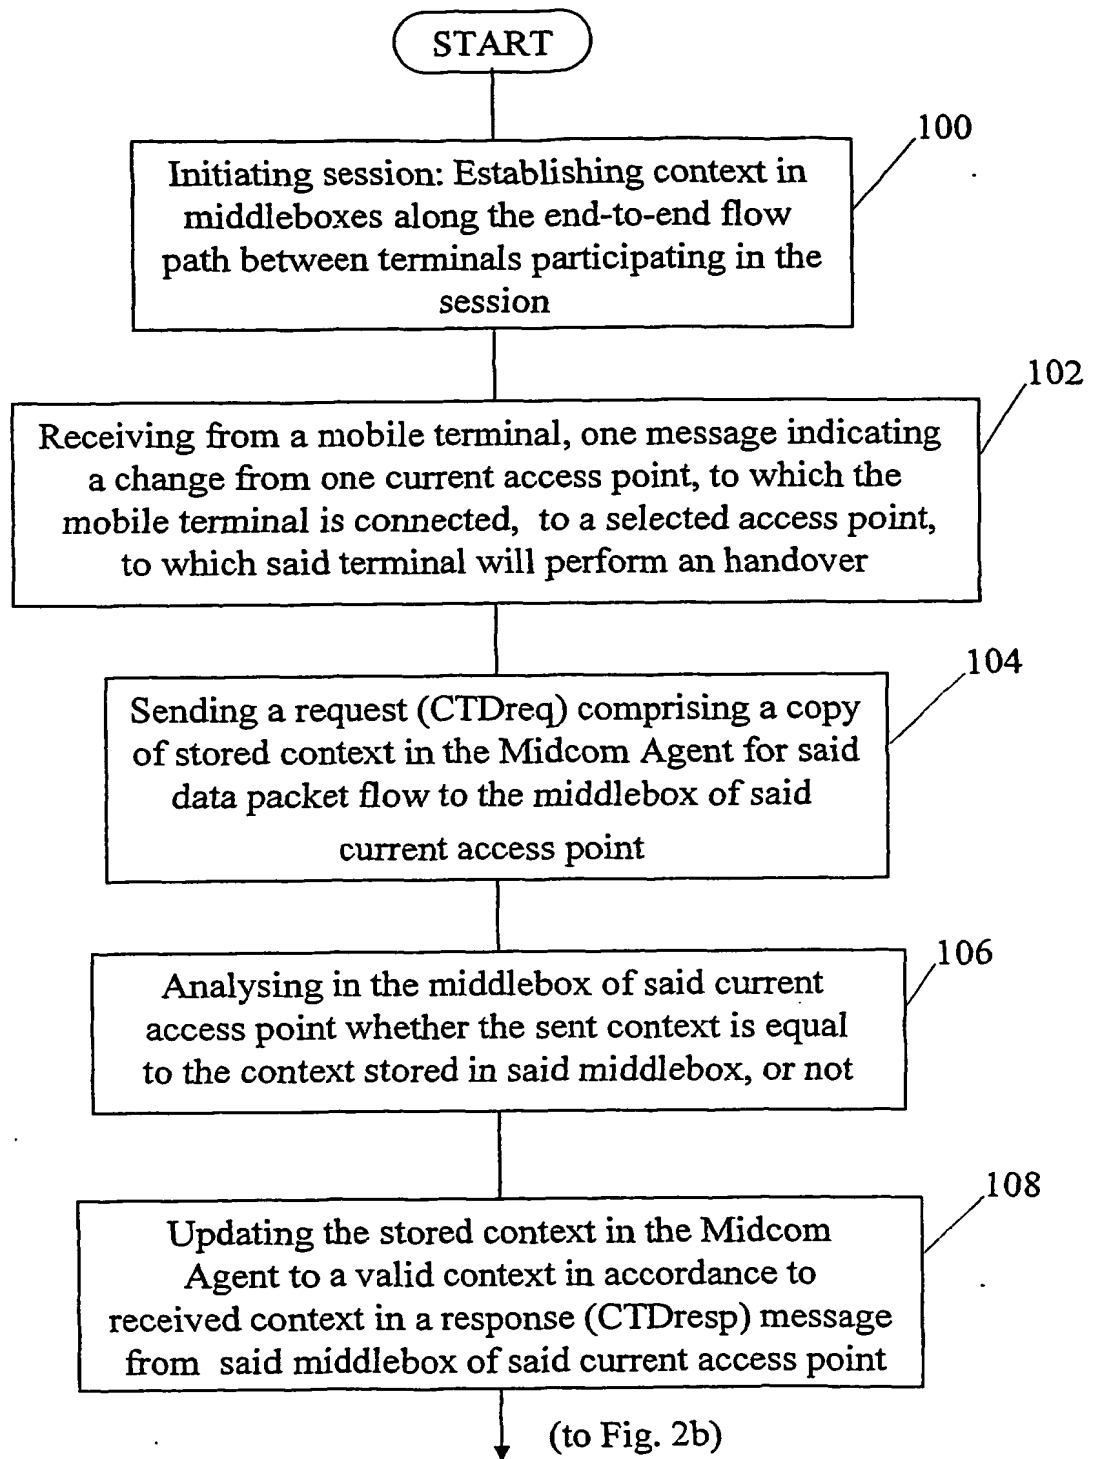 START
100
Initiating session: Establishing context in
middleboxes along the end-to-end flow
path between terminals participating in the
session
102
Receiving from a mobile terminal, one message indicating
a change from one current access point, to which the
mobile terminal is connected, to a selected access point,
to which said terminal will perform an handover
104
Sending a request (CTDreq) comprising a copy
of stored context in the Midcom Agent for said
data packet flow to the middlebox of said
current access point
106
Analysing in the middlebox of said current
access point whether the sent context is equal
to the context stored in said middlebox, or not
108
Updating the stored context in the Midcom
Agent to a valid context in accordance to
received context in a response (CTDresp) message
from said middlebox of said current access point
(to Fig. 2b)